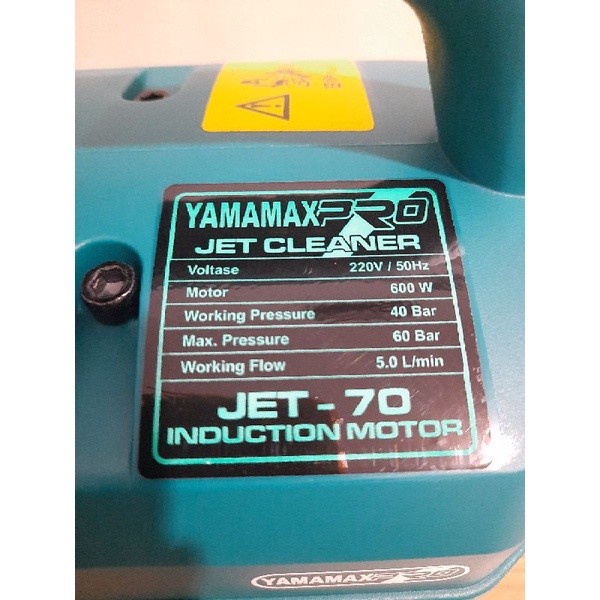 YAMAMAXPRO
JET CLEANER
Voltase 220V / 50Hz
Motor 600 W
Working Pressure 40 Bar
Max. Pressure 60 Bar
Working Flow 5.0 L/min
JET - 70
INDUCTION MOTOR
YAMAMAXPRO